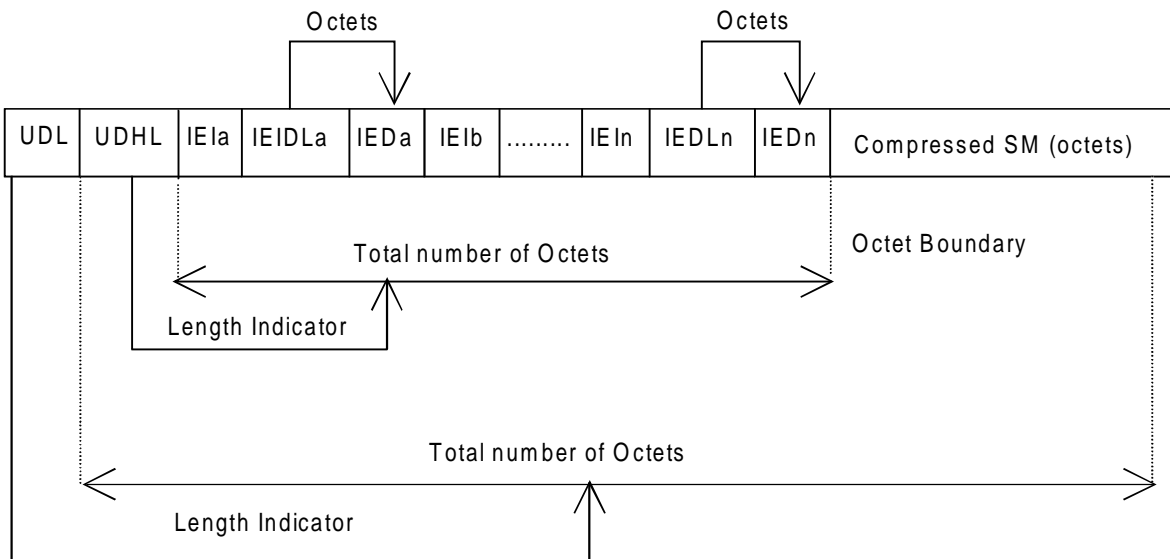 Octets Octets
UDL UDHL IEIa IEIDLa IEDa IEIb ......... IEIn IEDLn IEDn Compressed SM (octets)
Total number of Octets Octet Boundary
Length Indicator
Total number of Octets
Length Indicator